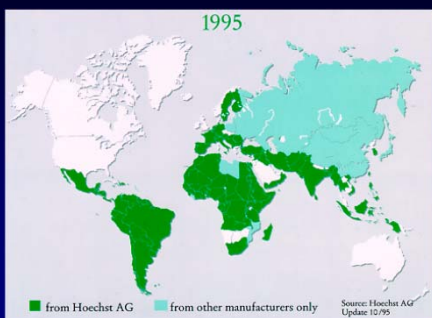 1995
from Hoechst AG
from other manufacturers only
Source: Hoechst AG
Update 10/95